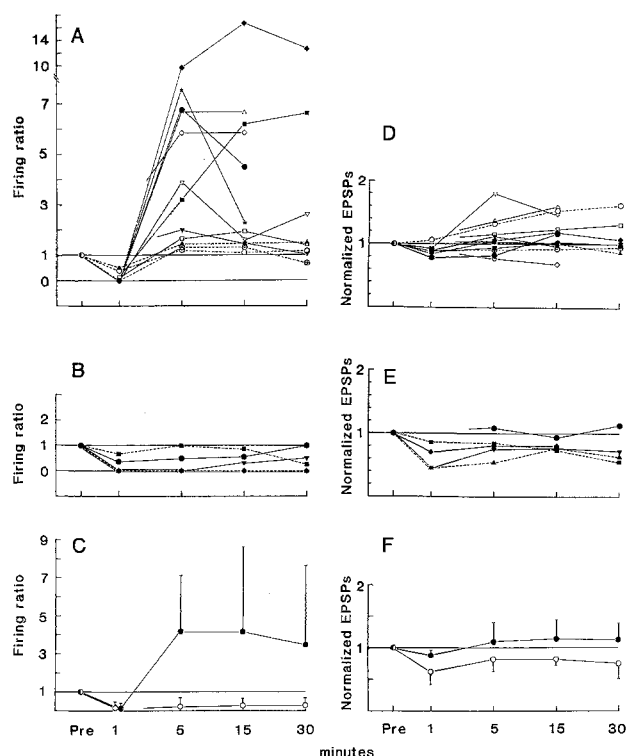 A
14
10
7
5
3
2
1
0
Firing ratio
D
2
1
Normalized EPSPs
B
2
1
0
Firing ratio
E
1
Normalized EPSPs
C
9
7
5
3
1
Firing ratio
F
2
1
Normalized EPSPs
Pre 1 5 15 30
Pre 1 5 15 30
minutes